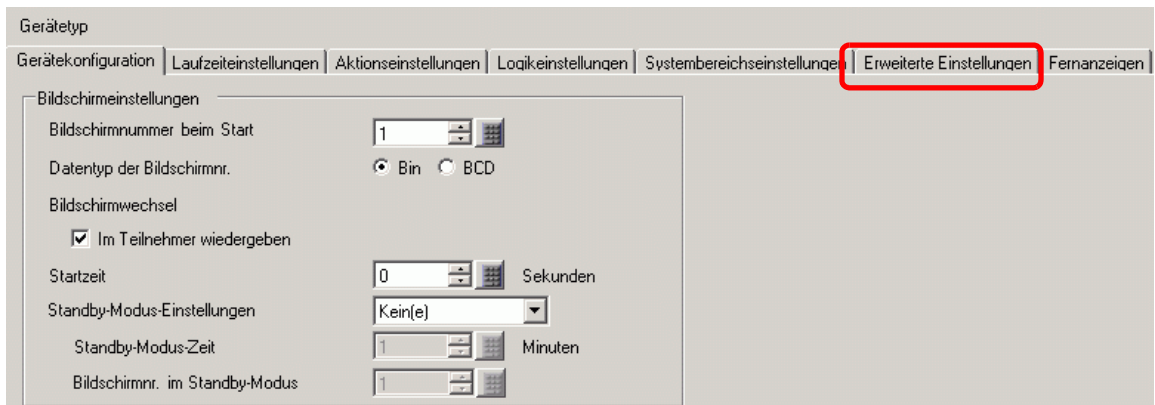 Gerätetyp
Gerätekonfiguration Laufzeiteinstellungen Aktionseinstellungen Logikeinstellungen Systembereichseinstellungen Erweiterte Einstellungen Fernanzeigen
Bildschirmeinstellungen
Bildschirmnummer beim Start 1
Datentyp der Bildschirmnr. Bin BCD
Bildschirmwechsel
Im Teilnehmer wiedergeben
Startzeit 0 Sekunden
Standby-Modus-Einstellungen Kein(e)
Standby-Modus-Zeit 1 Minuten
Bildschirmnr. im Standby-Modus 1